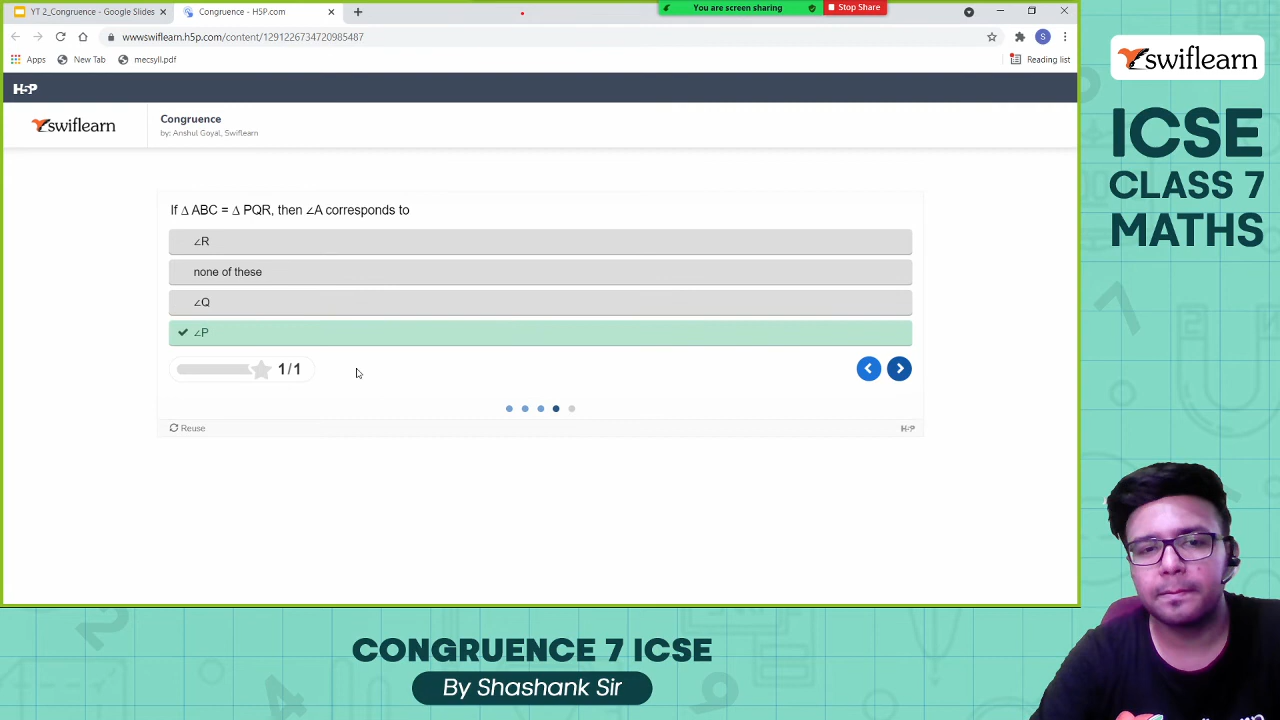 YT 2_Congruence - Google Slides
Congruence - H5P.com
You are screen sharing
Stop Share
wwwswiflearn.h5p.com/content/1291226734720985487
S
Apps
New Tab
mecsyll.pdf
Reading list
H5P
swiflearn
Congruence
by: Anshul Goyal, Swiflearn
If Δ ABC = Δ PQR, then ∠A corresponds to
∠R
none of these
∠Q
∠P
1/1
Reuse
H5P
swiflearn
ICSE
CLASS 7
MATHS
CONGRUENCE 7 ICSE
By Shashank Sir